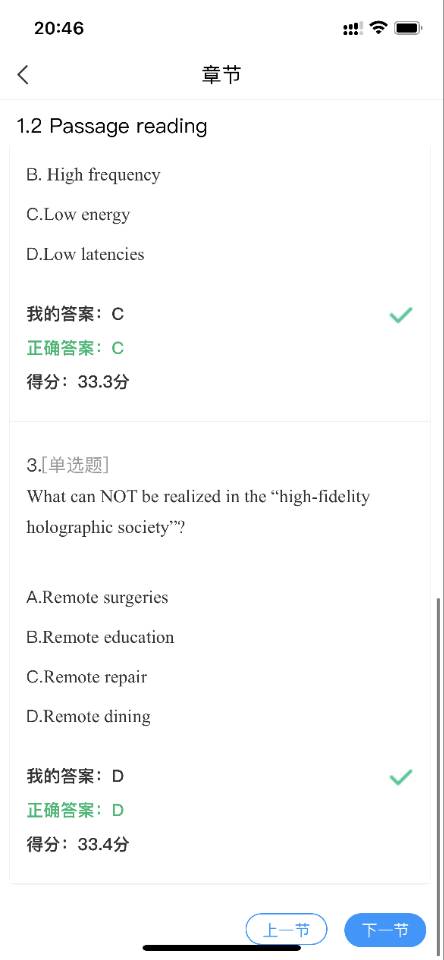 20:46
章节
1.2 Passage reading
B. High frequency
C.Low energy
D.Low latencies
我的答案：C
正确答案：C
得分：33.3分
3.[单选题]
What can NOT be realized in the “high-fidelity
holographic society”?
A.Remote surgeries
B.Remote education
C.Remote repair
D.Remote dining
我的答案：D
正确答案：D
得分：33.4分
上一节
下一节